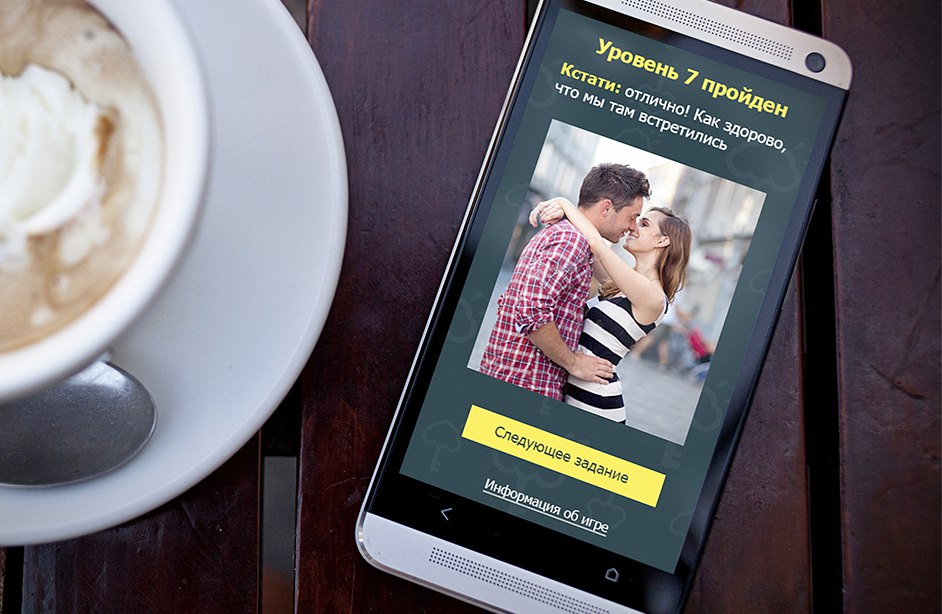 Уровень 7 пройден
Кстати: отлично! Как здорово,
что мы там встретились
Следующее задание
Информация об игре